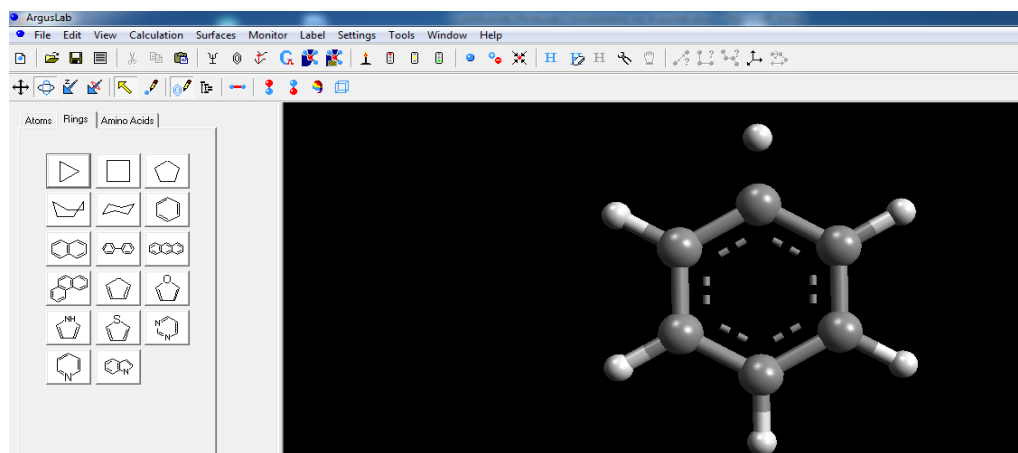 ArgusLab
File Edit View Calculation Surfaces Monitor Label Settings Tools Window Help
H H
Atoms Rings Amino Acids
O
NH S N N
N N